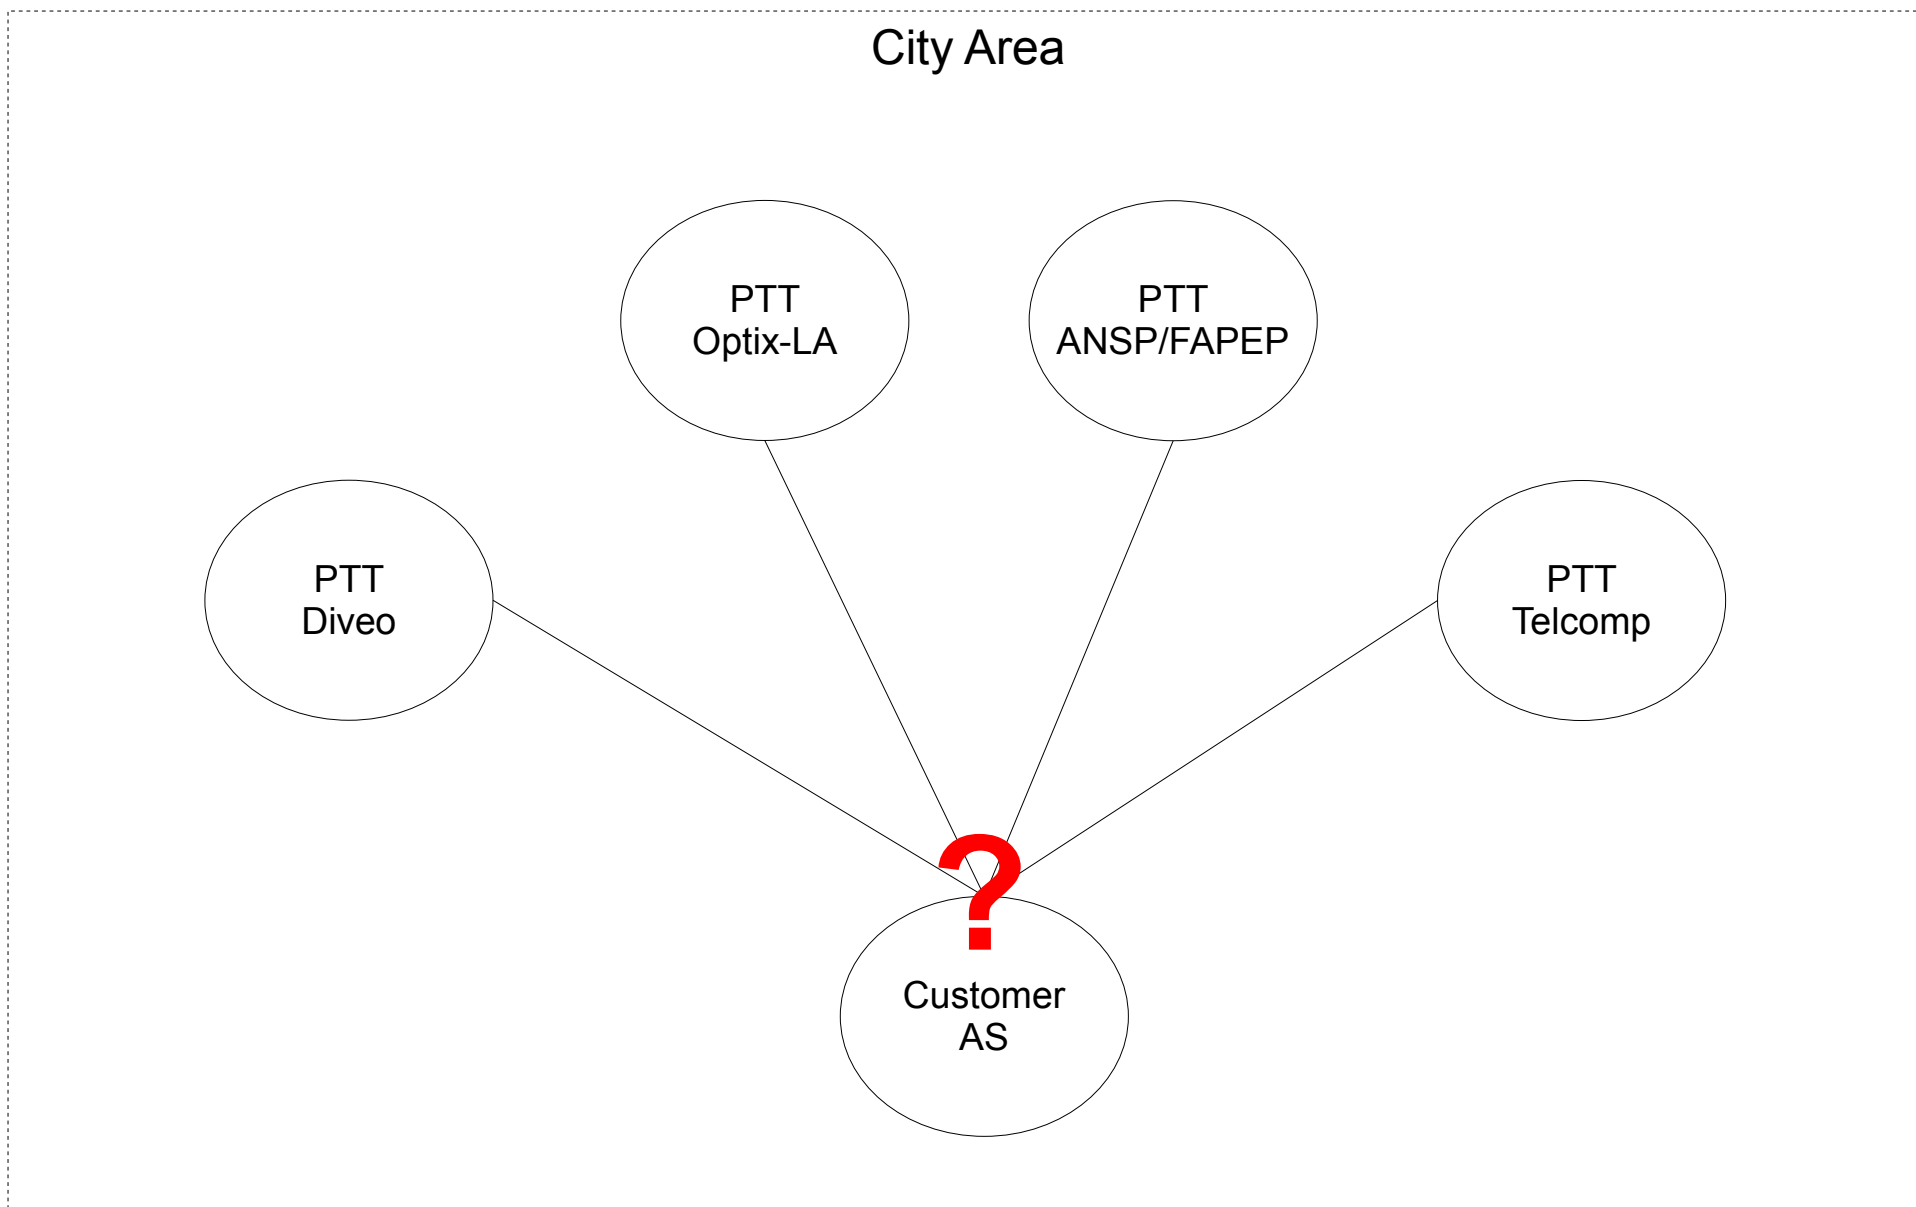 City Area
PTT
Optix-LA
PTT
ANSP/FAPEP
PTT
Diveo
PTT
Telcomp
?
Customer
AS